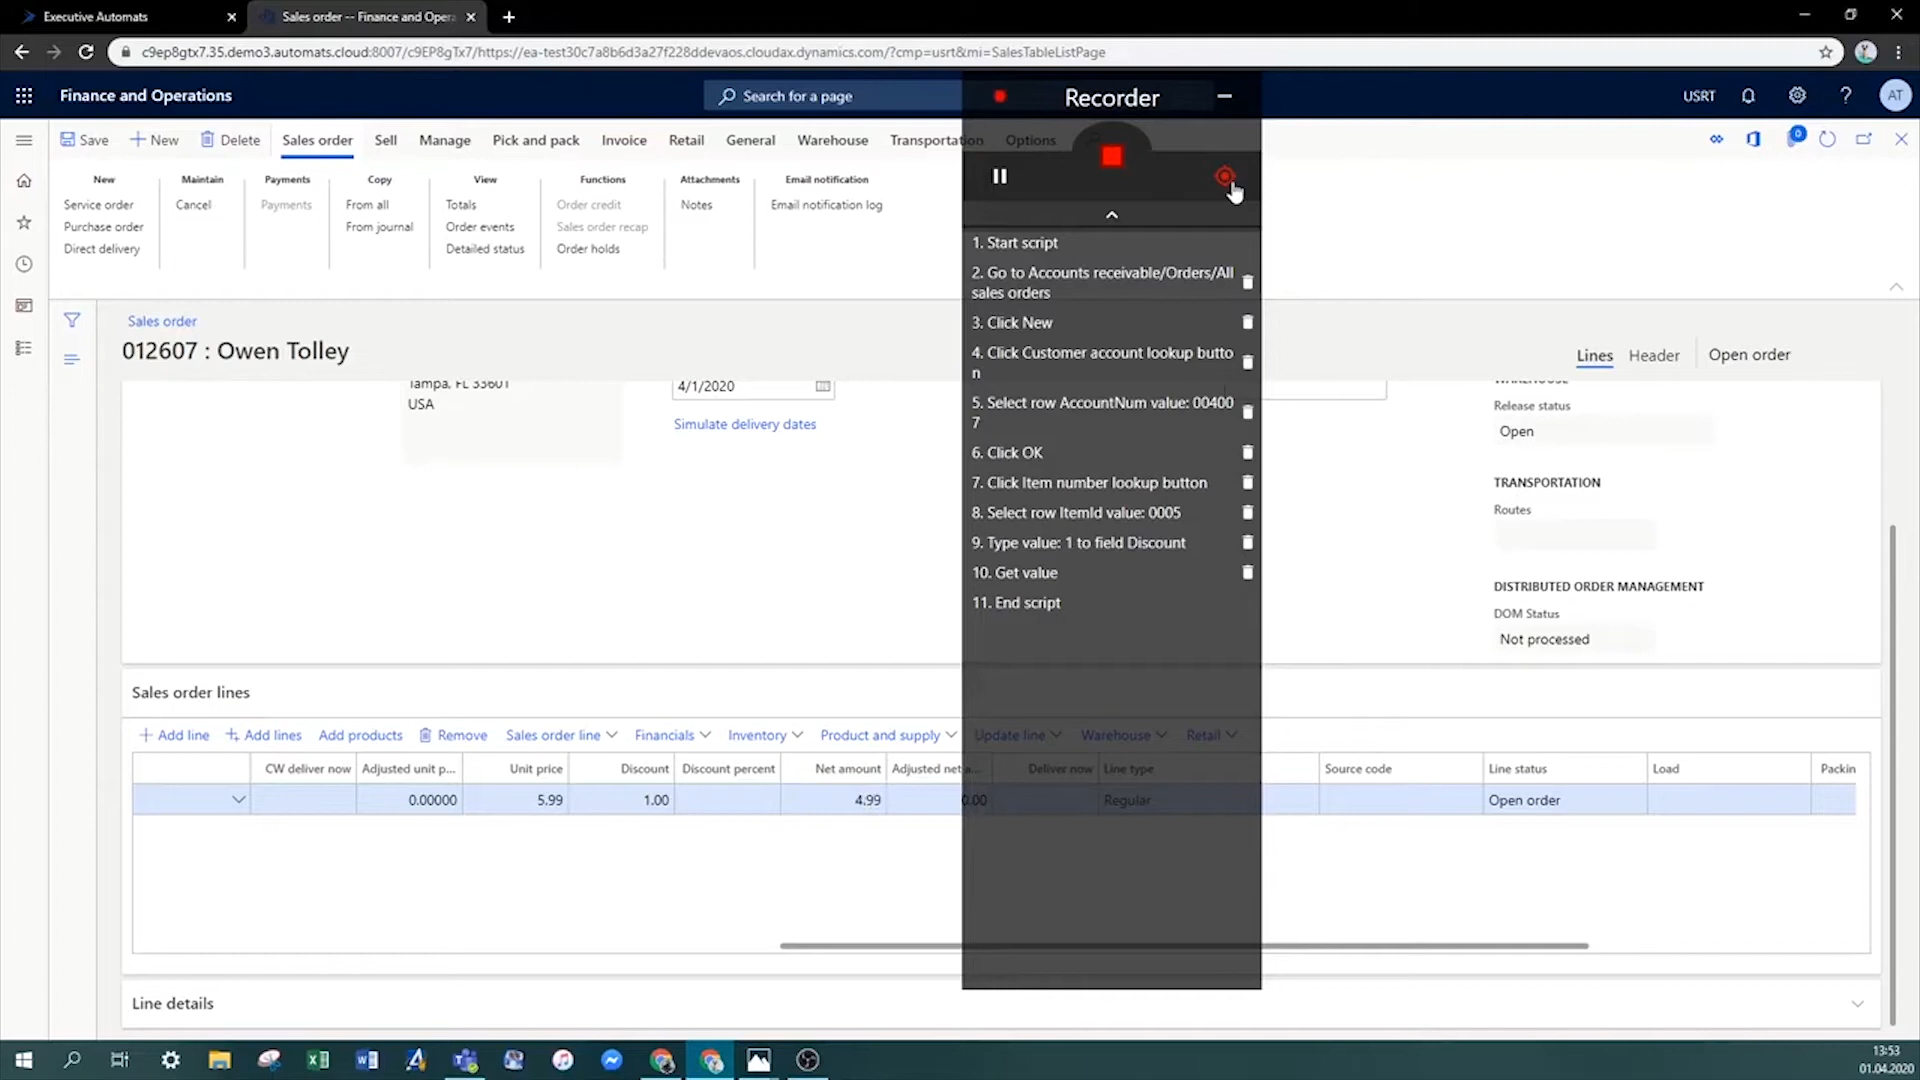 Executive Automats
Sales order -- Finance and Opera
c9ep8gtx7.35.demo3.automats.cloud:8007/c9EP8gTx7/https://ea-test30c7a8b6d3a27f228ddevaos.cloudax.dynamics.com/?cmp=usrt&mi=SalesTableListPage
Finance and Operations
Search for a page
Recorder
USRT
?
AT
Save
New
Delete
Sales order
Sell
Manage
Pick and pack
Invoice
Retail
General
Warehouse
Transportation
Options
0
New
Service order
Purchase order
Direct delivery
Maintain
Cancel
Payments
Payments
Copy
From all
From journal
View
Totals
Order events
Detailed status
Functions
Order credit
Sales order recap
Order holds
Attachments
Notes
Email notification
Email notification log
1. Start script
2. Go to Accounts receivable/Orders/All
sales orders
3. Click New
4. Click Customer account lookup butto
n
5. Select row AccountNum value: 00400
7
6. Click OK
7. Click Item number lookup button
8. Select row ItemId value: 0005
9. Type value: 1 to field Discount
10. Get value
11. End script
Sales order
012607 : Owen Tolley
Lines
Header
Open order
Tampa, FL 33601
USA
4/1/2020
Simulate delivery dates
WAREHOUSE
Release status
Open
TRANSPORTATION
Routes
DISTRIBUTED ORDER MANAGEMENT
DOM Status
Not processed
Sales order lines
Add line
Add lines
Add products
Remove
Sales order line
Financials
Inventory
Product and supply
Update line
Warehouse
Retail
CW deliver now
Adjusted unit p...
Unit price
Discount
Discount percent
Net amount
Adjusted net a...
Deliver now
Line type
Source code
Line status
Load
Packin
0.00000
5.99
1.00
4.99
0.00
Regular
Open order
Line details
13:53
01.04.2020